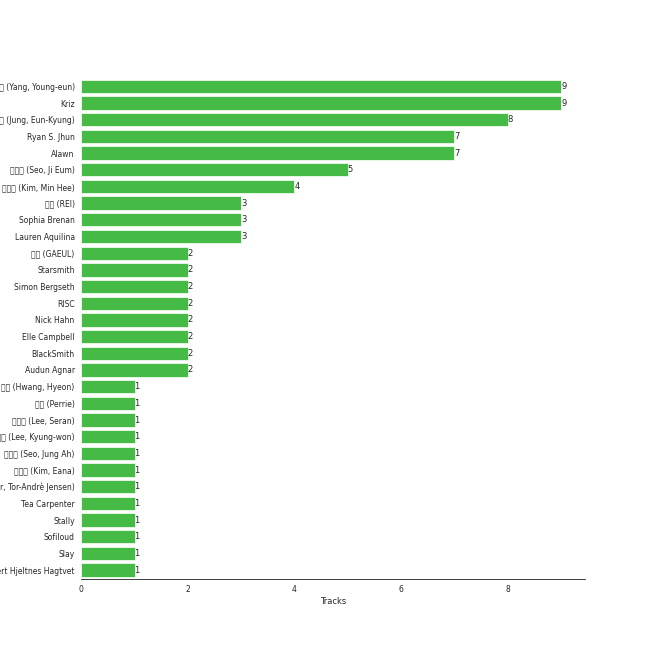 (Yang, Young-eun) 9
Kriz 9
(Jung, Eun-Kyung) 8
Ryan S. Jhun 7
Alawn 7
(Seo, Ji Eum) 5
(Kim, Min Hee) 4
(REI) 3
Sophia Brenan 3
Lauren Aquilina 3
(GAEUL) 2
Starsmith 2
Simon Bergseth 2
RISC 2
Nick Hahn 2
Elle Campbell 2
BlackSmith 2
Audun Agnar 2
(Hwang, Hyeon) 1
(Perrie) 1
(Lee, Seran) 1
(Lee, Kyung-won) 1
(Seo, Jung Ah) 1
(Kim, Eana) 1
Tor-Andrè Jensen) 1
Tea Carpenter 1
Stally 1
Sofiloud 1
Slay 1
Hjeltnes Hagtvet 1
0 2 4 6 8
Tracks